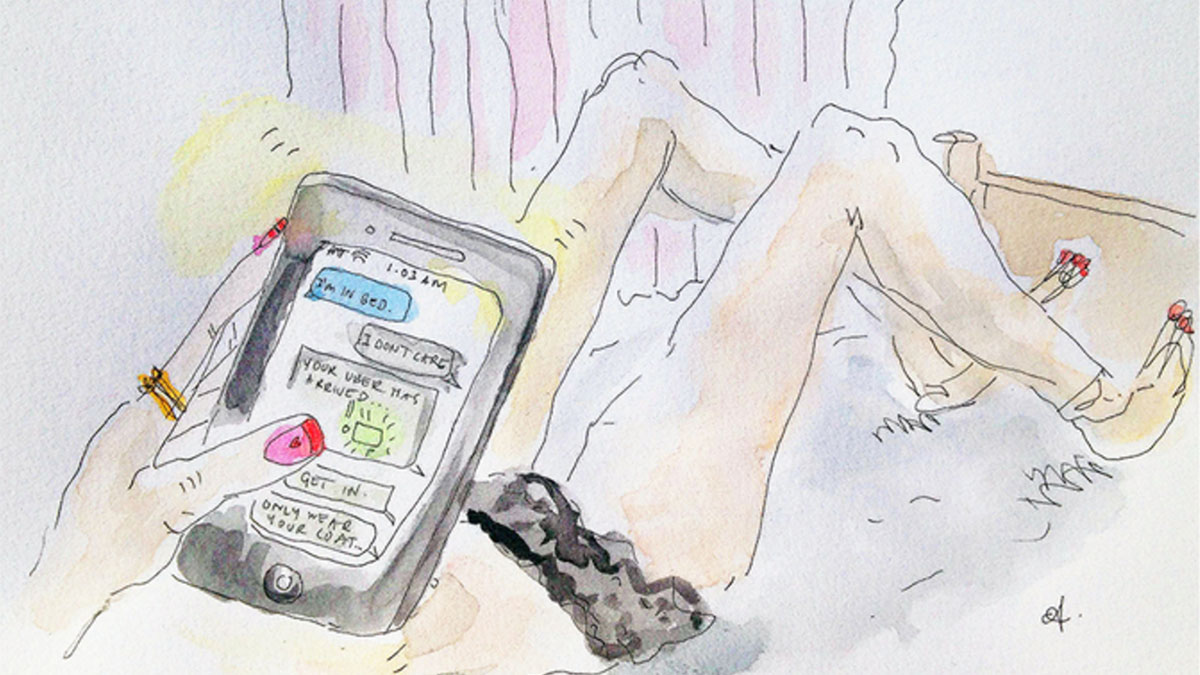 1:03 AM
I'M IN BED.
I DON'T CARE
YOUR UBER HAS
ARRIVED
GET IN.
ONLY WEAR
YOUR COAT...